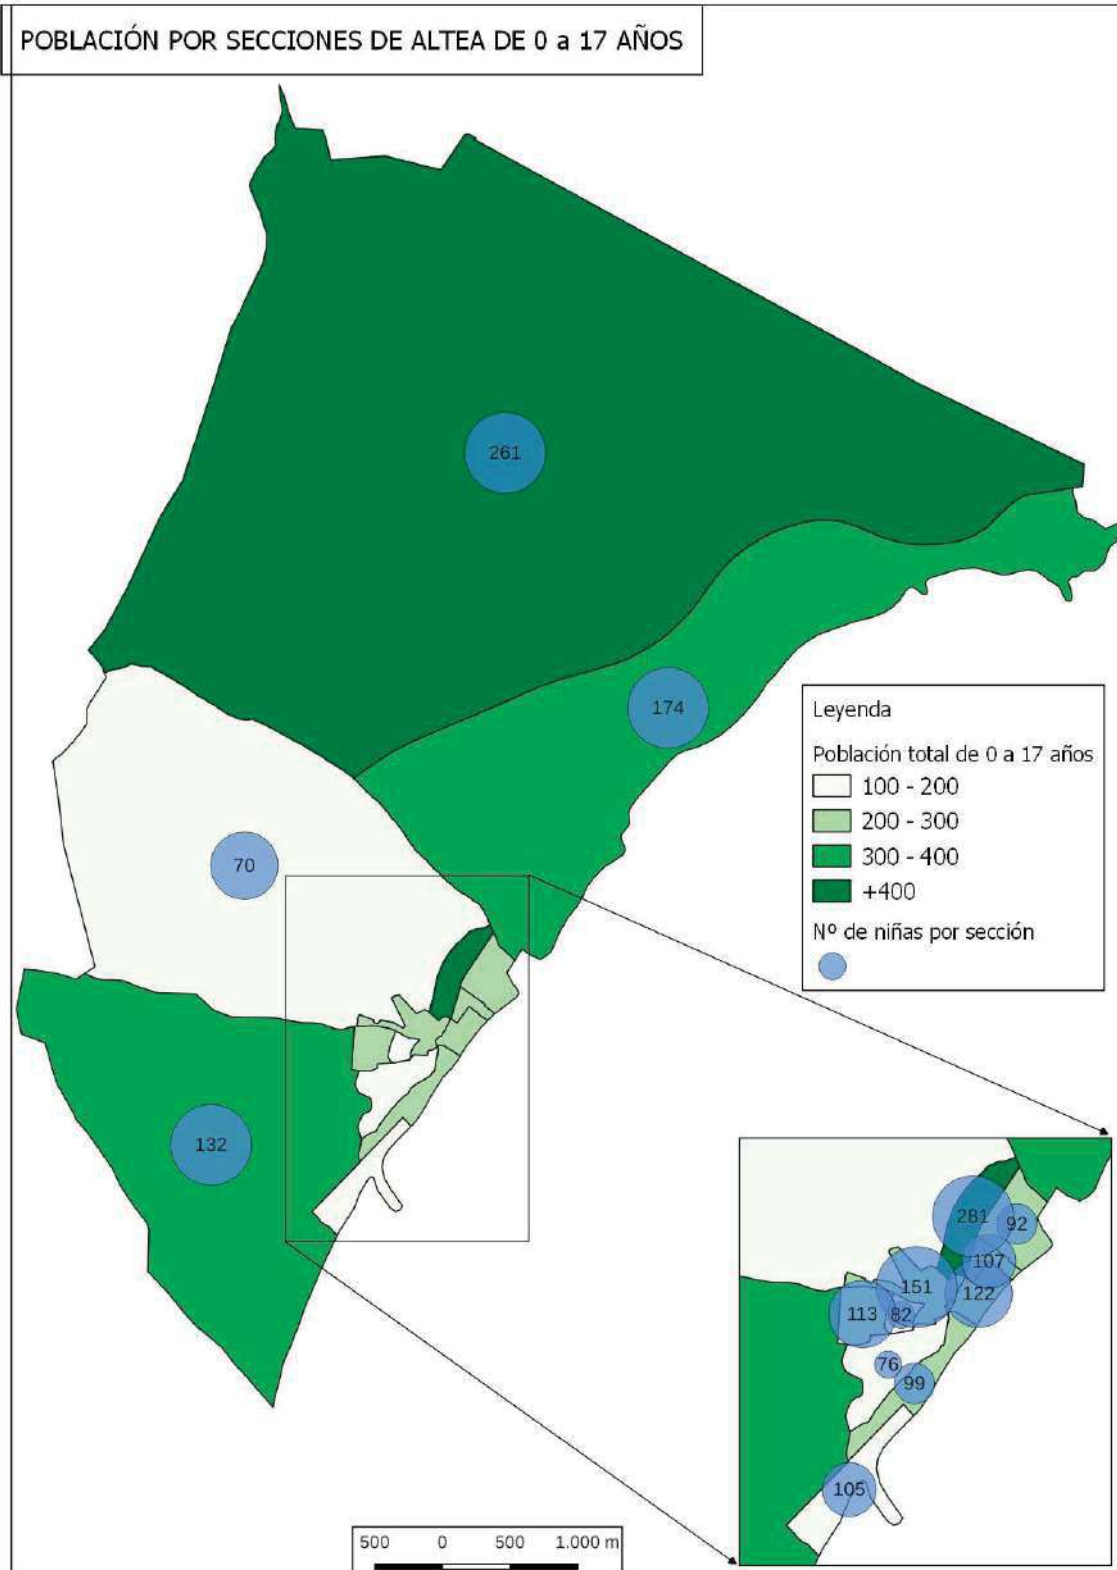 POBLACIÓN POR SECCIONES DE ALTEA DE 0 a 17 AÑOS
261
174
Leyenda
Población total de 0 a 17 años
100 - 200
200 - 300
300 - 400
+400
Nº de niñas por sección
70
132
281
92
107
151
122
113
82
76
99
105
500 0 500 1.000 m